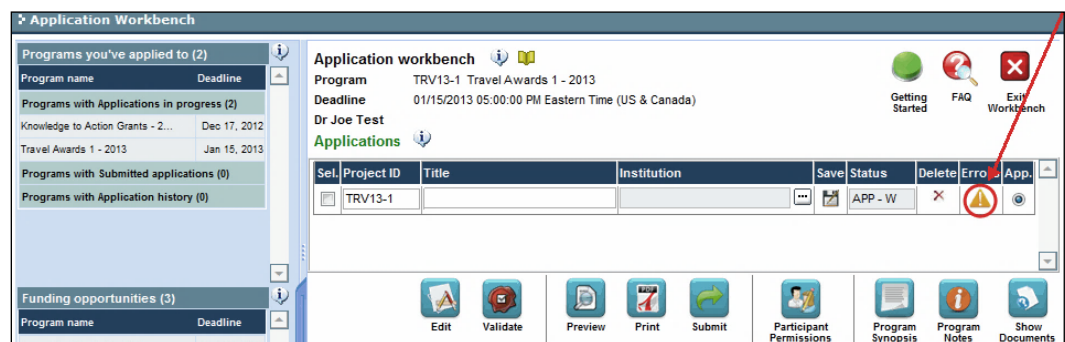 Application Workbench
Programs you've applied to (2)
Program name Deadline
Programs with Applications in progress (2)
Knowledge to Action Grants - 2... Dec 17, 2012
Travel Awards 1 - 2013 Jan 15, 2013
Programs with Submitted applications (0)
Programs with Application history (0)
Funding opportunities (3)
Program name Deadline
Application workbench
Program TRV13-1 Travel Awards 1 - 2013
Deadline 01/15/2013 05:00:00 PM Eastern Time (US & Canada)
Dr Joe Test
Applications
Getting Started
FAQ
Exit Workbench
Sel. Project ID Title Institution Save Status Delete Errors App.
TRV13-1 APP - W
Edit Validate Preview Print Submit Participant Permissions Program Synopsis Program Notes Show Documents